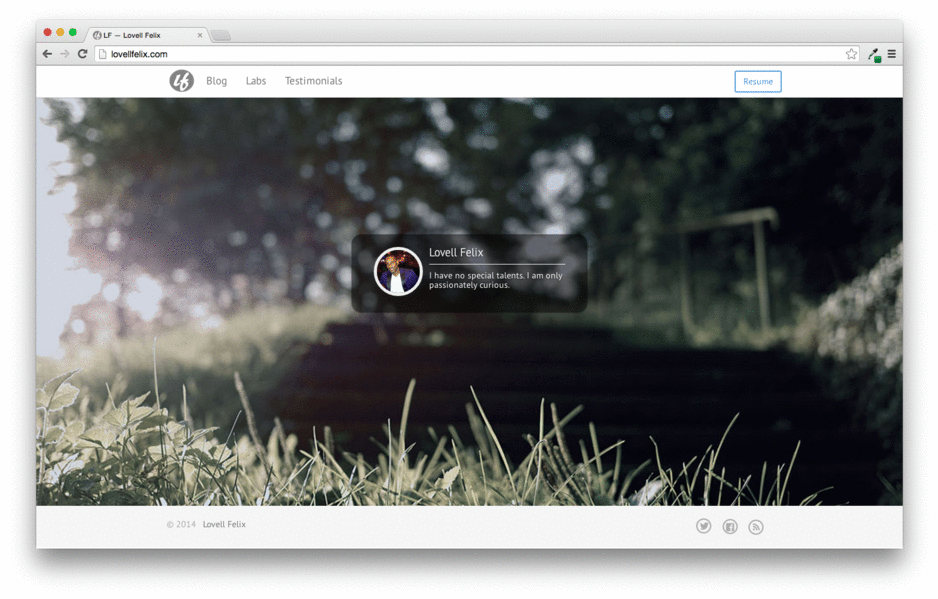 LF — Lovell Felix
lovellfelix.com
Lf Blog Labs Testimonials Resume
Lovell Felix
I have no special talents. I am only
passionately curious.
© 2014 Lovell Felix